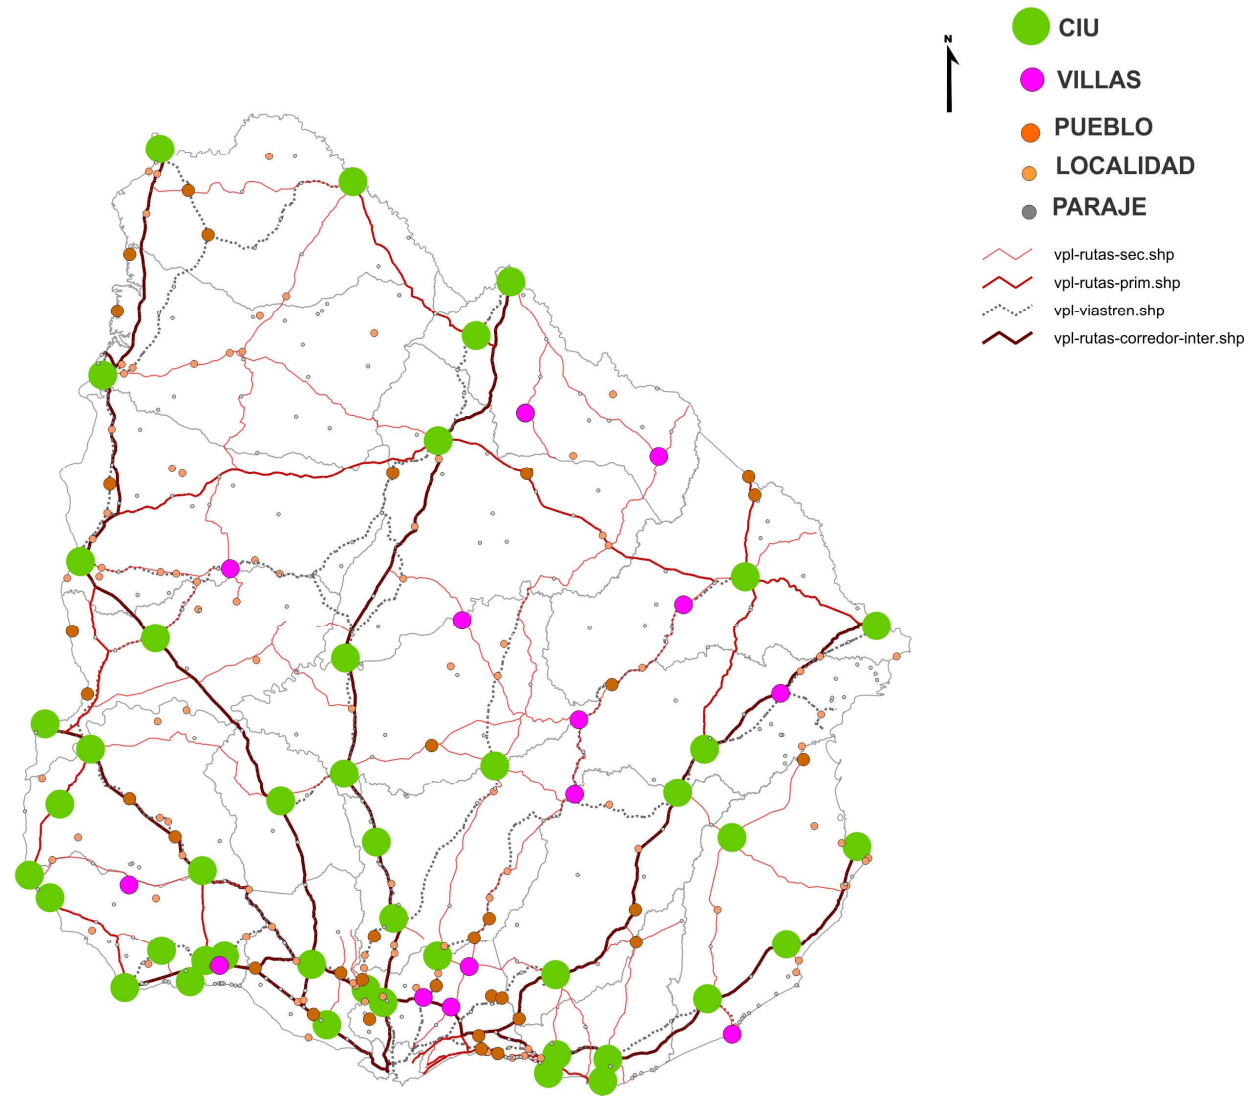 CIU
N
VILLAS
PUEBLO
LOCALIDAD
PARAJE
vpl-rutas-sec.shp
vpl-rutas-prim.shp
vpl-viastren.shp
vpl-rutas-corredor-inter.shp